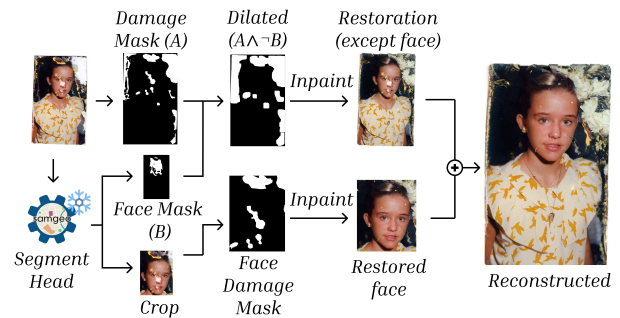 Damage
Mask (A)
Dilated
(A∧¬B)
Restoration
(except face)
Inpaint
samgeo
Segment
Head
Face Mask
(B)
Crop
Inpaint
Face
Damage
Mask
Restored
face
Reconstructed